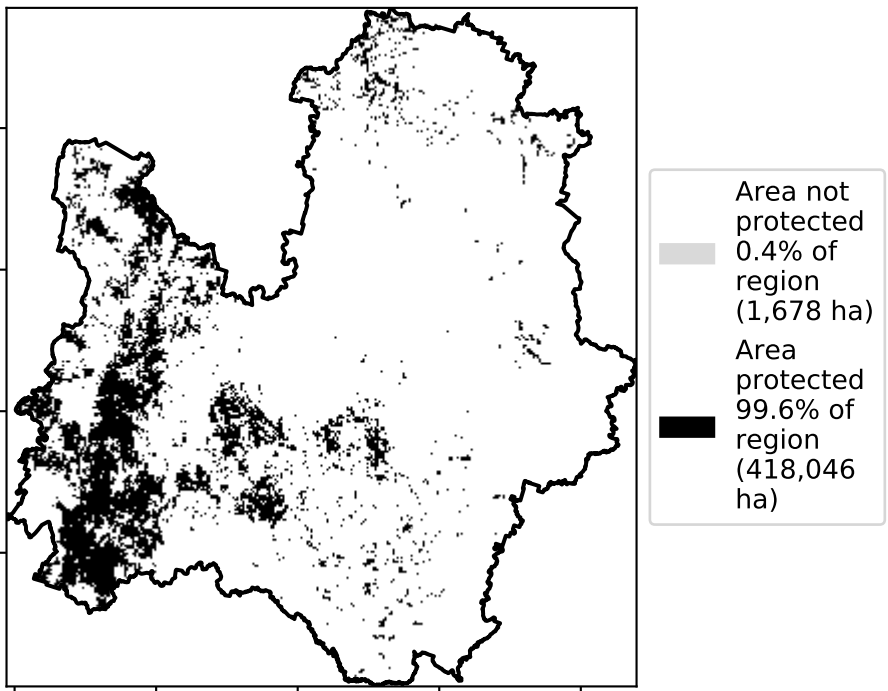 Area not
protected
0.4% of
region
(1,678 ha)
Area
protected
99.6% of
region
(418,046
ha)